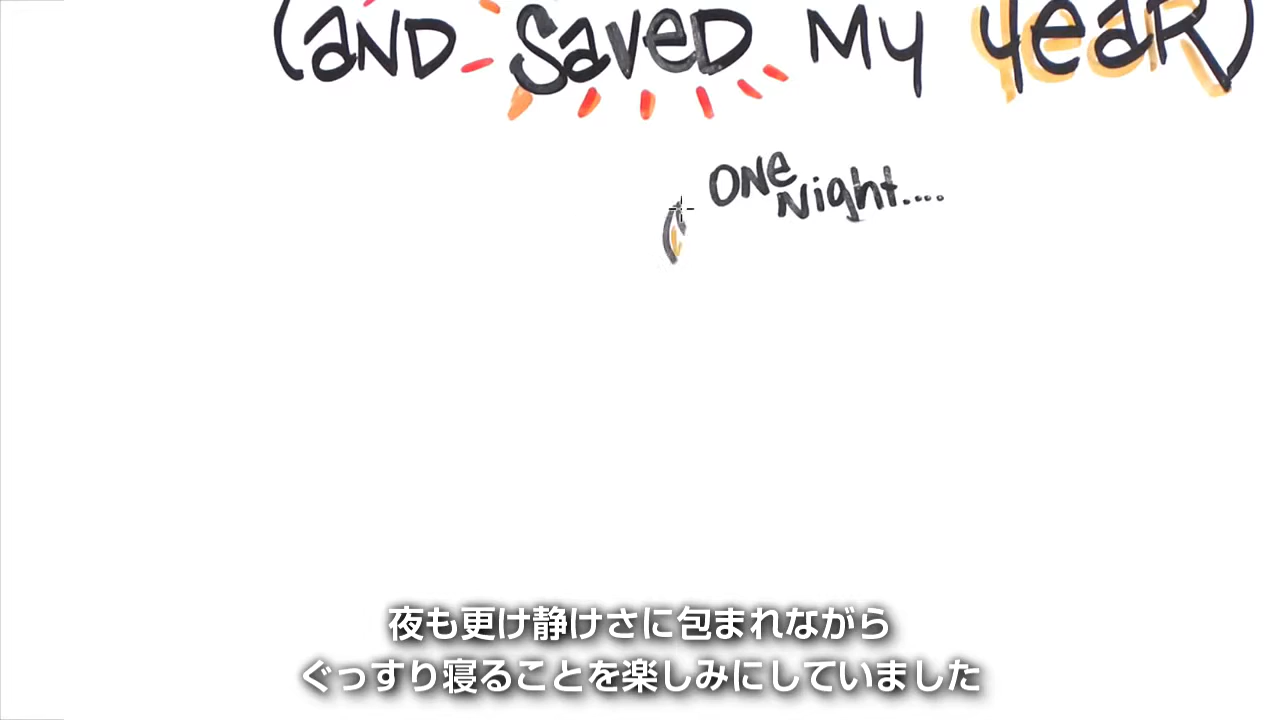 (and saved my year)
one
night....
夜も更け静けさに包まれながら
ぐっすり寝ることを楽しみにしていました